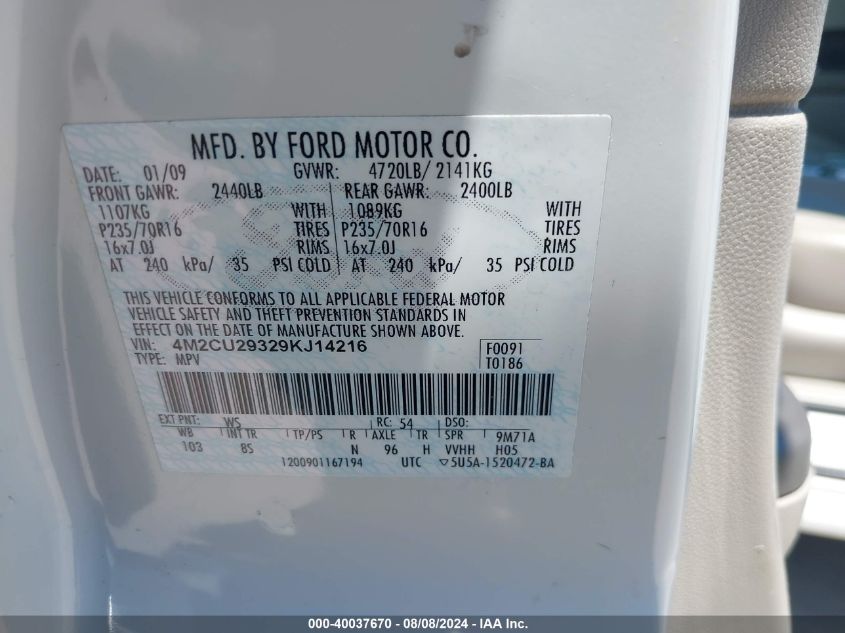 MFD. BY FORD MOTOR CO.
DATE: 01/09 GVWR: 4720LB/ 2141KG
FRONT GAWR: 2440LB REAR GAWR: 2400LB
1107KG WITH 1089KG WITH
P235/70R16 TIRES P235/70R16 TIRES
16x7.0J RIMS 16x7.0J RIMS
AT 240 kPa/ 35 PSI COLD AT 240 kPa/ 35 PSI COLD
THIS VEHICLE CONFORMS TO ALL APPLICABLE FEDERAL MOTOR
VEHICLE SAFETY AND THEFT PREVENTION STANDARDS IN
EFFECT ON THE DATE OF MANUFACTURE SHOWN ABOVE.
VIN: 4M2CU29329KJ14216 F0091
TYPE: MPV T0186
EXT PNT: WS RC: 54 DSO:
WB INT TR TP/PS R AXLE TR SPR 9M71A
103 BS N 96 H VVHH H05
1200901167194 UTC ▽5U5A-1520472-BA
000-40037670 - 08/08/2024 - IAA Inc.